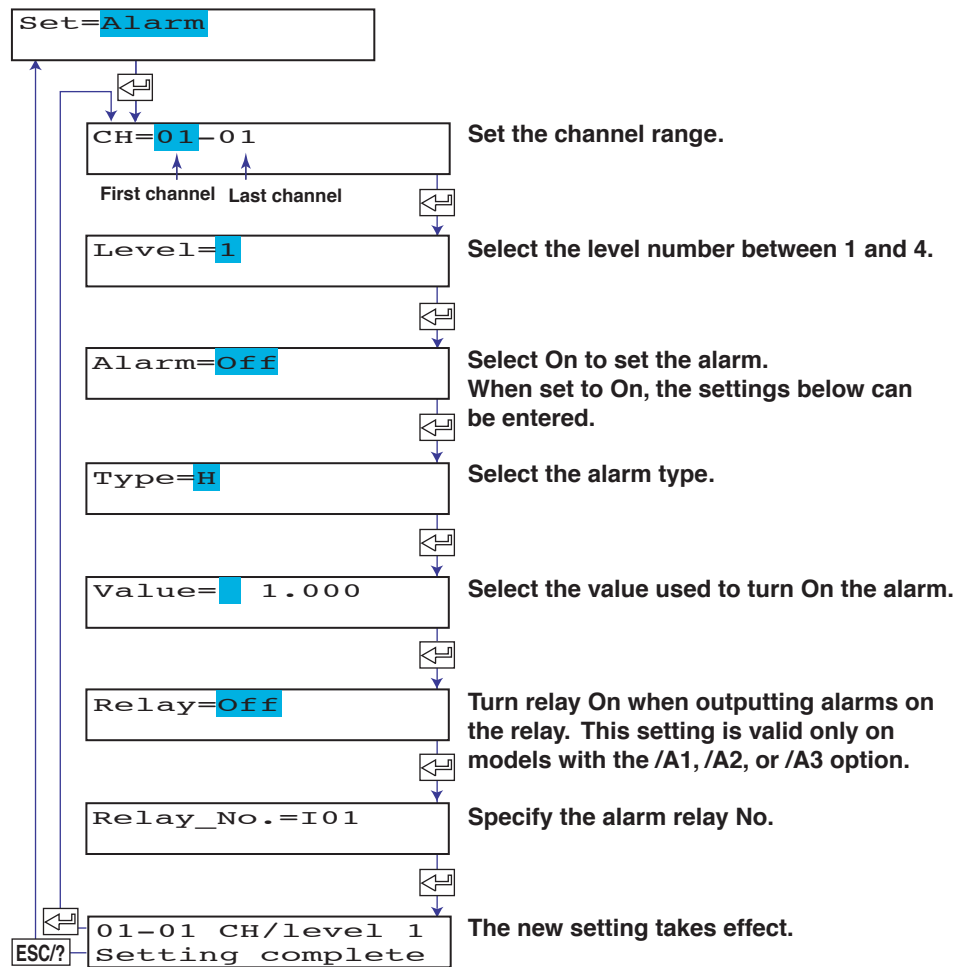 Set=Alarm
CH=01-01
Set the channel range.
First channel Last channel
Level=1
Select the level number between 1 and 4.
Alarm=Off
Select On to set the alarm.
When set to On, the settings below can
be entered.
Type=H
Select the alarm type.
Value= 1.000
Select the value used to turn On the alarm.
Relay=Off
Turn relay On when outputting alarms on
the relay. This setting is valid only on
models with the /A1, /A2, or /A3 option.
Relay_No.=I01
Specify the alarm relay No.
01-01 CH/level 1
The new setting takes effect.
ESC/?
Setting complete